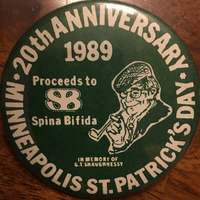 20th ANNIVERSARY
1989
Proceeds to
SB
Spina Bifida
IN MEMORY OF
G.T. SHAUGHNESSY
MINNEAPOLIS ST. PATRICK'S DAY